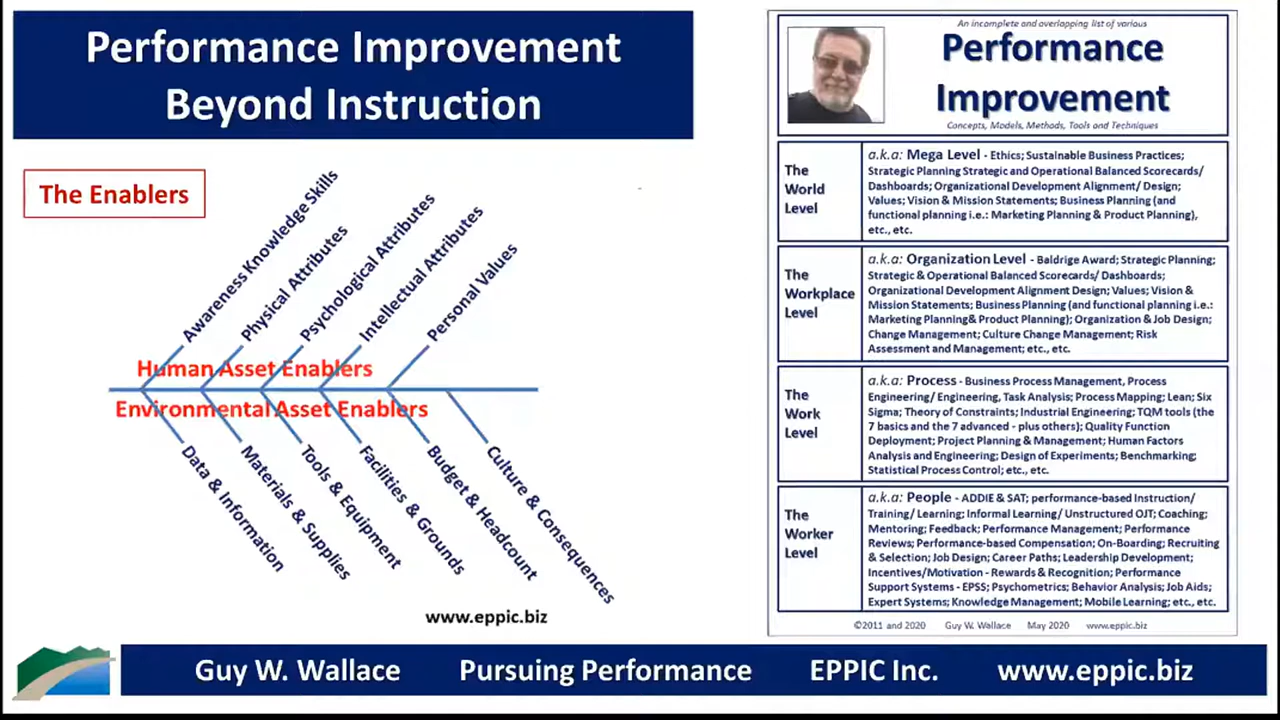 Performance Improvement
Beyond Instruction
The Enablers
Awareness Knowledge Skills
Physical Attributes
Psychological Attributes
Intellectual Attributes
Personal Values
Human Asset Enablers
Environmental Asset Enablers
Data & Information
Materials & Supplies
Tools & Equipment
Facilities & Grounds
Budget & Headcount
Culture & Consequences
www.eppic.biz
An incomplete and overlapping list of various
Performance
Improvement
Concepts, Models, Methods, Tools and Techniques
The
World
Level
a.k.a: Mega Level - Ethics; Sustainable Business Practices;
Strategic Planning Strategic and Operational Balanced Scorecards/
Dashboards; Organizational Development Alignment/ Design;
Values; Vision & Mission Statements; Business Planning (and
functional planning i.e.: Marketing Planning & Product Planning),
etc., etc.
The
Workplace
Level
a.k.a: Organization Level - Baldrige Award; Strategic Planning;
Strategic & Operational Balanced Scorecards/ Dashboards;
Organizational Development Alignment Design; Values; Vision &
Mission Statements; Business Planning (and functional planning i.e.:
Marketing Planning& Product Planning); Organization & Job Design;
Change Management; Culture Change Management; Risk
Assessment and Management; etc., etc.
The
Work
Level
a.k.a: Process - Business Process Management, Process
Engineering/ Engineering, Task Analysis; Process Mapping; Lean; Six
Sigma; Theory of Constraints; Industrial Engineering; TQM tools (the
7 basics and the 7 advanced - plus others); Quality Function
Deployment; Project Planning & Management; Human Factors
Analysis and Engineering; Design of Experiments; Benchmarking;
Statistical Process Control; etc., etc.
The
Worker
Level
a.k.a: People - ADDIE & SAT; performance-based Instruction/
Training/ Learning; Informal Learning/ Unstructured OJT; Coaching;
Mentoring; Feedback; Performance Management; Performance
Reviews; Performance-based Compensation; On-Boarding; Recruiting
& Selection; Job Design; Career Paths; Leadership Development;
Incentives/Motivation - Rewards & Recognition; Performance
Support Systems - EPSS; Psychometrics; Behavior Analysis; Job Aids;
Expert Systems; Knowledge Management; Mobile Learning; etc., etc.
©2011 and 2020 Guy W. Wallace May 2020 www.eppic.biz
Guy W. Wallace Pursuing Performance EPPIC Inc. www.eppic.biz